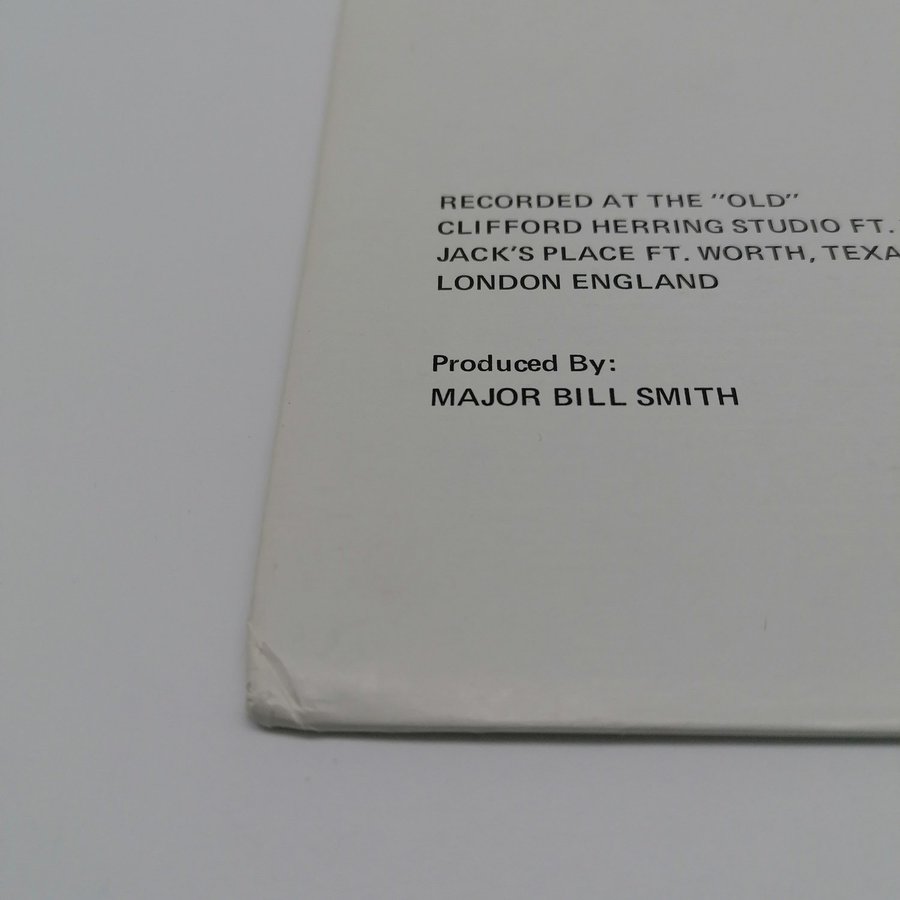 RECORDED AT THE "OLD"
CLIFFORD HERRING STUDIO FT.
JACK'S PLACE FT. WORTH, TEXA
LONDON ENGLAND
Produced By:
MAJOR BILL SMITH